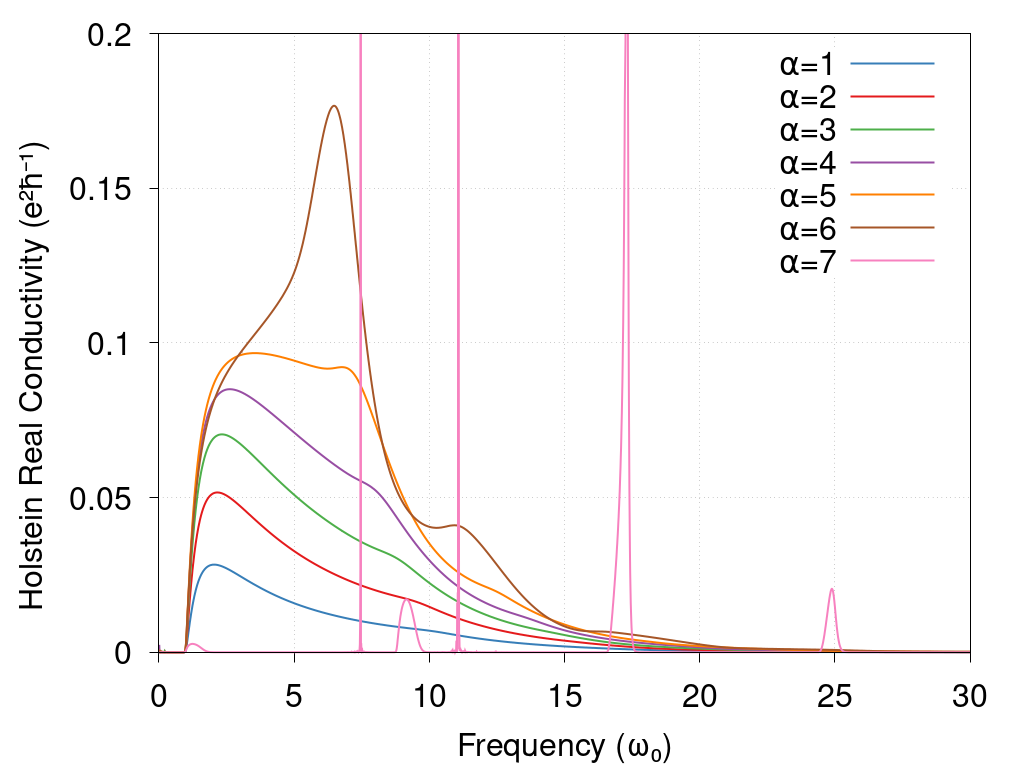 Holstein Real Conductivity (e²ħ⁻¹)
0.2
0.15
0.1
0.05
0
0 5 10 15 20 25 30
Frequency (ω₀)
α=1
α=2
α=3
α=4
α=5
α=6
α=7